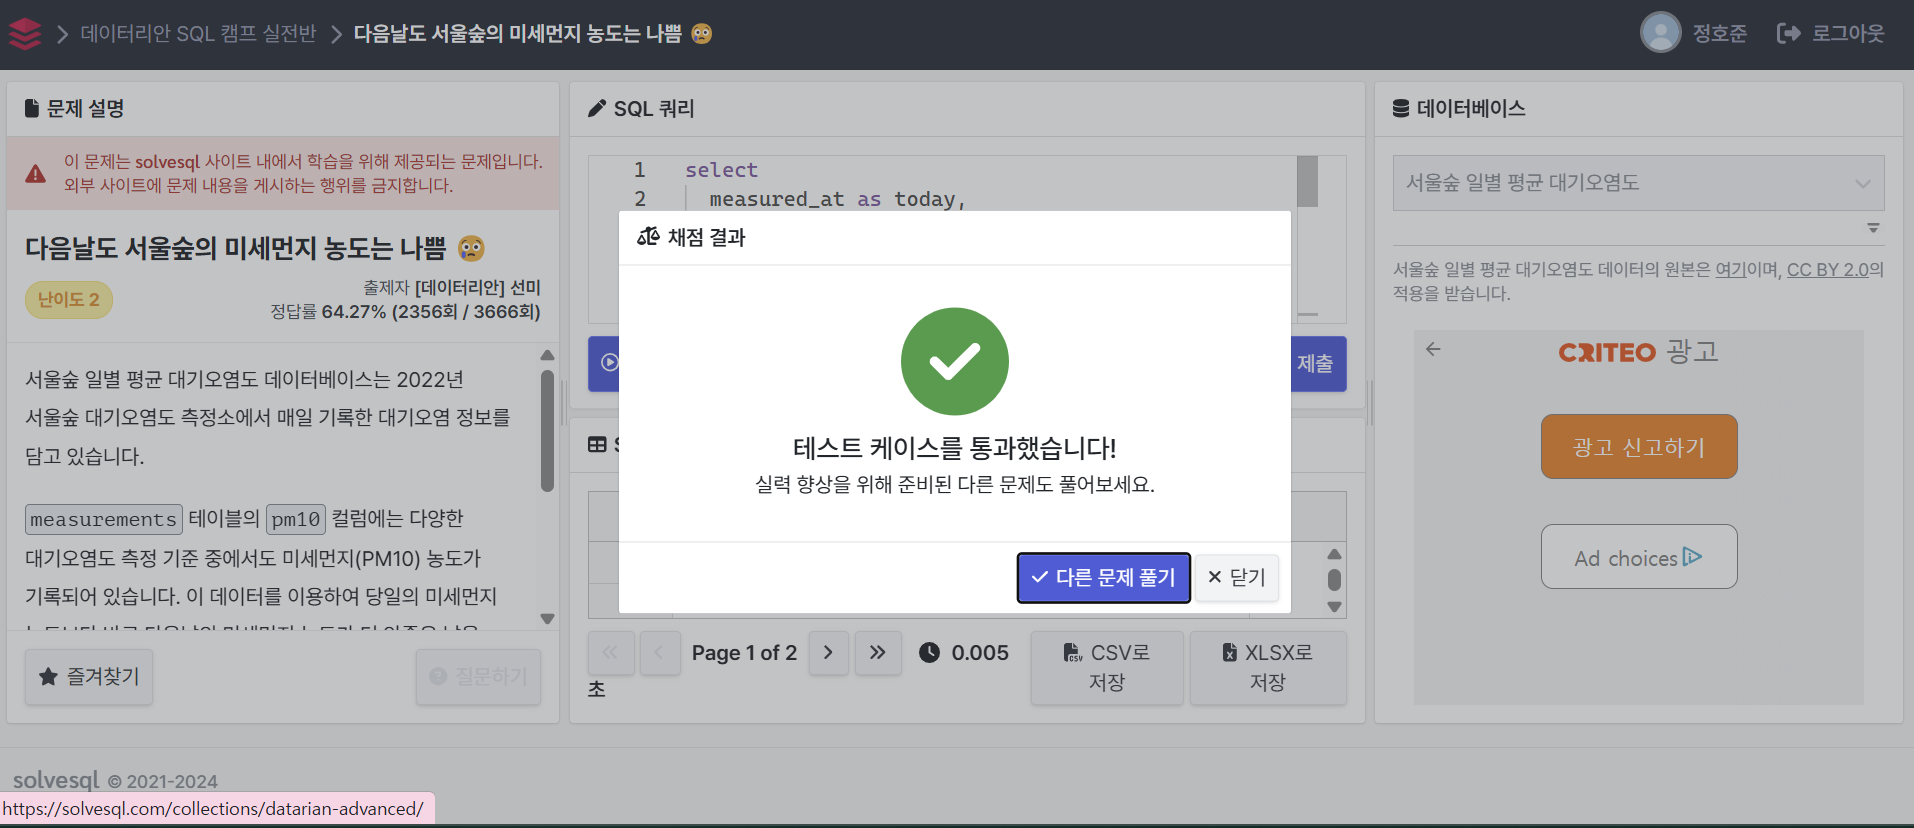 데이터리안 SQL 캠프 실전반
다음날도 서울숲의 미세먼지 농도는 나쁨 😢
정호준
로그아웃
문제 설명
이 문제는 solvesql 사이트 내에서 학습을 위해 제공되는 문제입니다.
외부 사이트에 문제 내용을 게시하는 행위를 금지합니다.
다음날도 서울숲의 미세먼지 농도는 나쁨 😢
난이도 2
출제자 [데이터리안] 선미
정답률 64.27% (2356회 / 3666회)
서울숲 일별 평균 대기오염도 데이터베이스는 2022년
서울숲 대기오염도 측정소에서 매일 기록한 대기오염 정보를
담고 있습니다.
measurements 테이블의 pm10 컬럼에는 다양한
대기오염도 측정 기준 중에서도 미세먼지(PM10) 농도가
기록되어 있습니다. 이 데이터를 이용하여 당일의 미세먼지
즐겨찾기
질문하기
SQL 쿼리
1 select
2 measured_at as today,
제출
채점 결과
테스트 케이스를 통과했습니다!
실력 향상을 위해 준비된 다른 문제도 풀어보세요.
다른 문제 풀기
닫기
Page 1 of 2
0.005
초
CSV로
저장
XLSX로
저장
데이터베이스
서울숲 일별 평균 대기오염도
서울숲 일별 평균 대기오염도 데이터의 원본은 여기이며, CC BY 2.0의
적용을 받습니다.
CRITEO 광고
광고 신고하기
Ad choices
solvesql © 2021-2024
https://solvesql.com/collections/datarian-advanced/